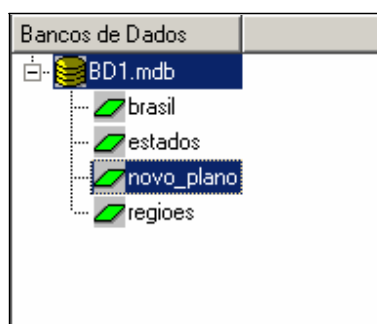 Bancos de Dados
BD1.mdb
brasil
estados
novo_plano
regioes